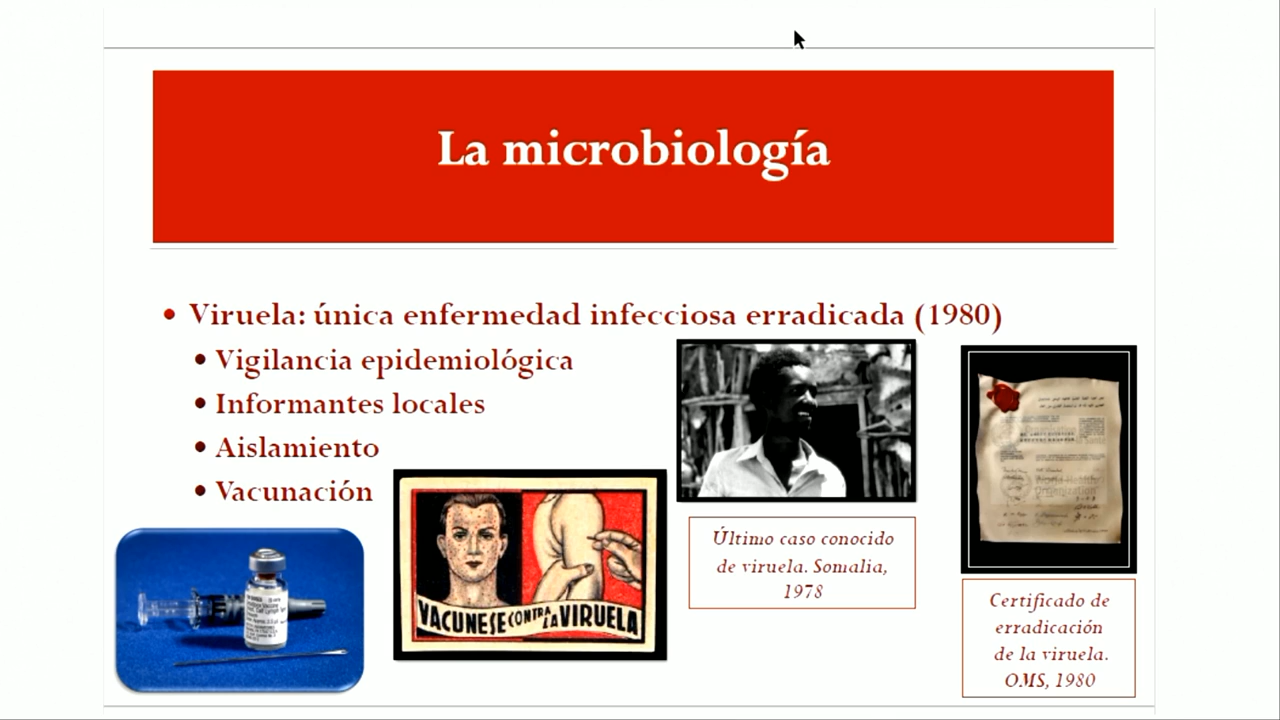 La microbiología
• Viruela: única enfermedad infecciosa erradicada (1980)
• Vigilancia epidemiológica
• Informantes locales
• Aislamiento
• Vacunación
VACUNESE CONTRA LA VIRUELA
Último caso conocido
de viruela. Somalia,
1978
Certificado de
erradicación
de la viruela.
OMS, 1980